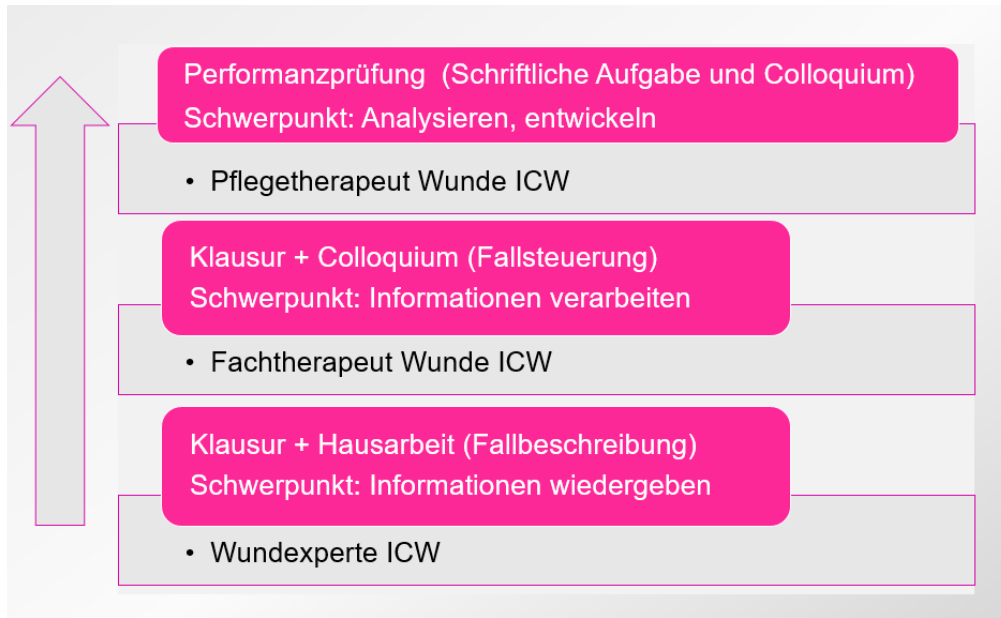 Performanzprüfung  (Schriftliche Aufgabe und Colloquium)
Schwerpunkt: Analysieren, entwickeln
• Pflegetherapeut Wunde ICW
Klausur + Colloquium (Fallsteuerung)
Schwerpunkt: Informationen verarbeiten
• Fachtherapeut Wunde ICW
Klausur + Hausarbeit (Fallbeschreibung)
Schwerpunkt: Informationen wiedergeben
• Wundexperte ICW